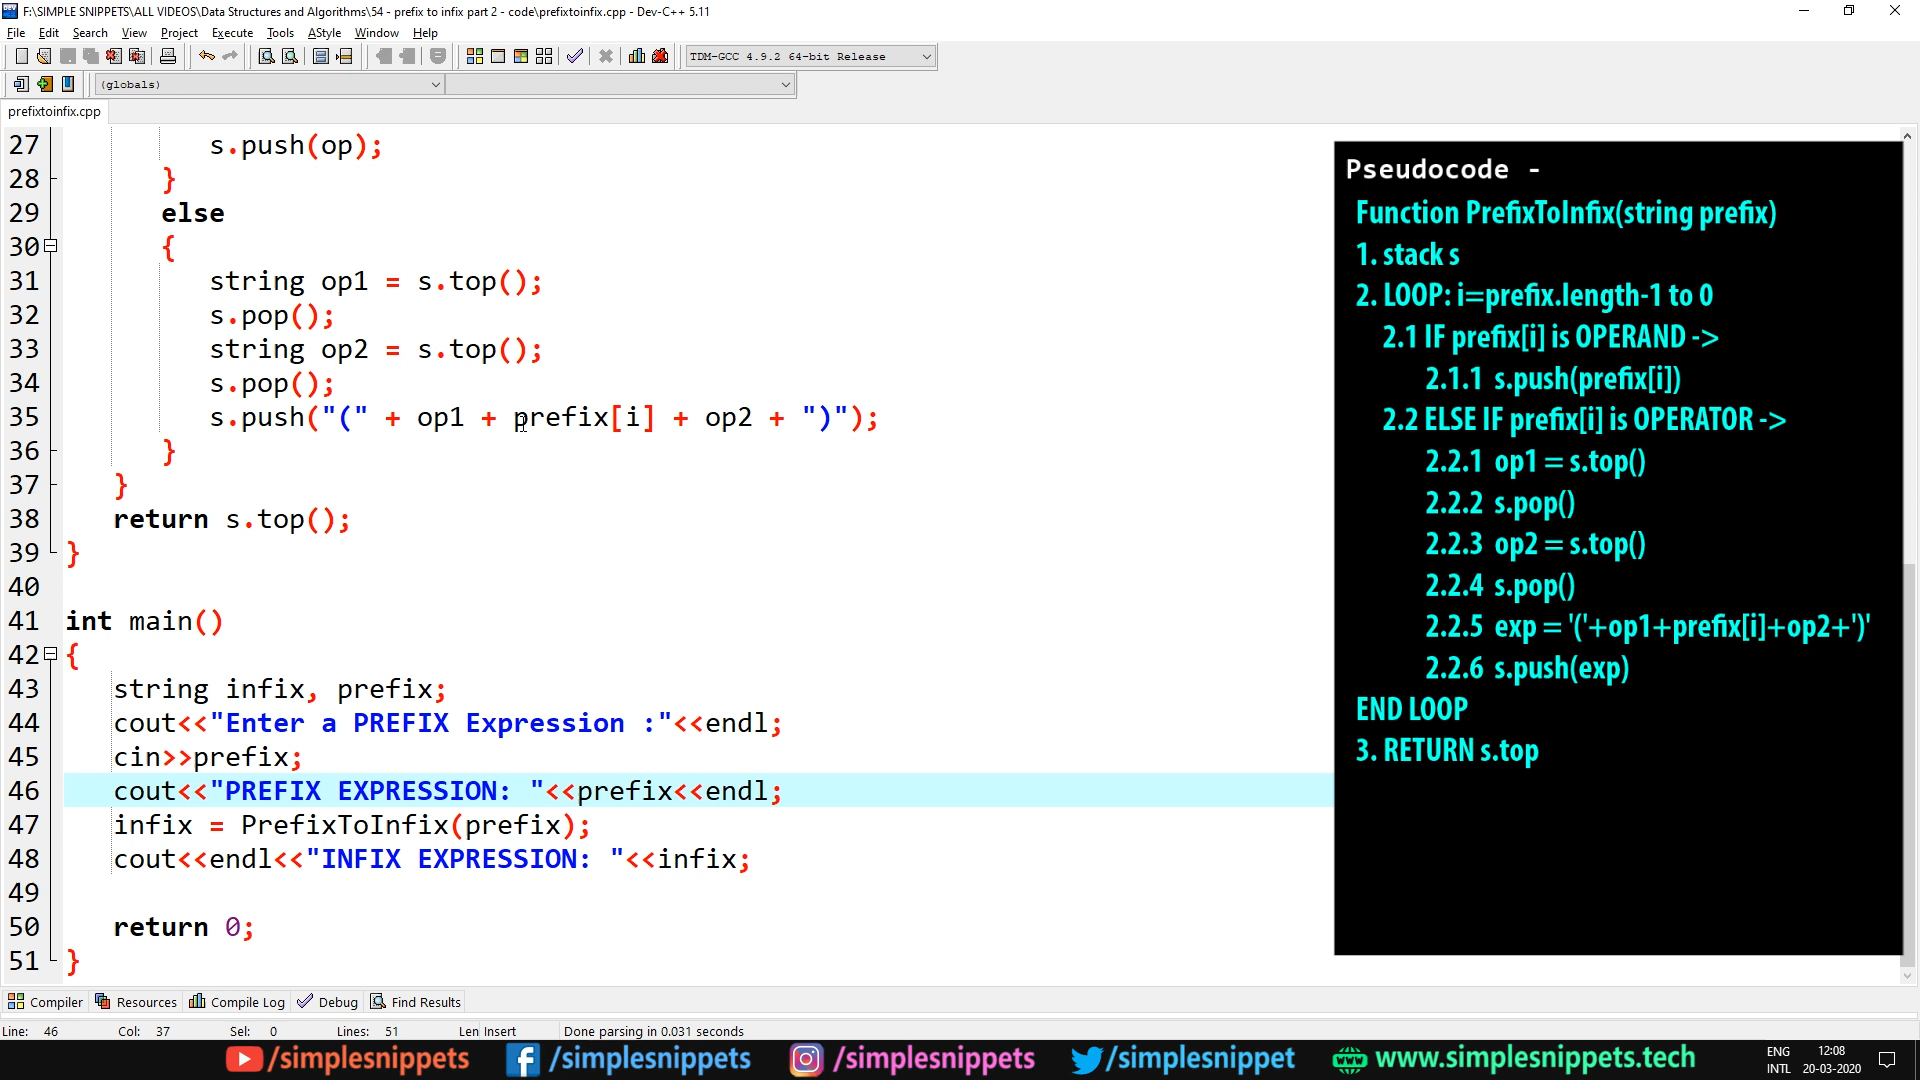 F:\SIMPLE SNIPPETS\ALL VIDEOS\Data Structures and Algorithms\54 - prefix to infix part 2 - code\prefixtoinfix.cpp - Dev-C++ 5.11
File Edit Search View Project Execute Tools AStyle Window Help
TDM-GCC 4.9.2 64-bit Release
(globals)
prefixtoinfix.cpp
27 s.push(op);
28 }
29 else
30 {
31 string op1 = s.top();
32 s.pop();
33 string op2 = s.top();
34 s.pop();
35 s.push("(" + op1 + prefix[i] + op2 + ")");
36 }
37 }
38 return s.top();
39 }
40
41 int main()
42 {
43 string infix, prefix;
44 cout<<"Enter a PREFIX Expression :"<<endl;
45 cin>>prefix;
46 cout<<"PREFIX EXPRESSION: "<<prefix<<endl;
47 infix = PrefixToInfix(prefix);
48 cout<<endl<<"INFIX EXPRESSION: "<<infix;
49
50 return 0;
51 }
Pseudocode -
Function PrefixToInfix(string prefix)
1. stack s
2. LOOP: i=prefix.length-1 to 0
2.1 IF prefix[i] is OPERAND ->
2.1.1 s.push(prefix[i])
2.2 ELSE IF prefix[i] is OPERATOR ->
2.2.1 op1 = s.top()
2.2.2 s.pop()
2.2.3 op2 = s.top()
2.2.4 s.pop()
2.2.5 exp = '('+op1+prefix[i]+op2+')'
2.2.6 s.push(exp)
END LOOP
3. RETURN s.top
Compiler Resources Compile Log Debug Find Results
Line: 46 Col: 37 Sel: 0 Lines: 51 Len Insert Done parsing in 0.031 seconds
/simplesnippets /simplesnippets /simplesnippets /simplesnippet www.simplesnippets.tech
ENG 12:08
INTL 20-03-2020